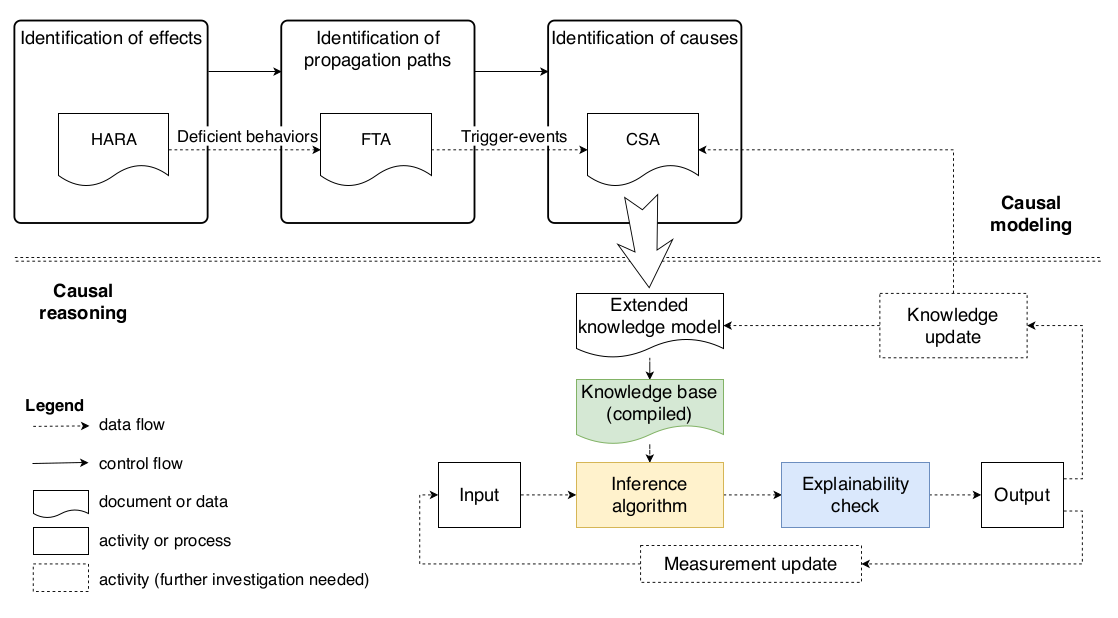 Identification of effects
Identification of
propagation paths
Identification of causes
HARA
Deficient behaviors
FTA
Trigger-events
CSA
Causal
modeling
Causal
reasoning
Extended
knowledge model
Knowledge
update
Knowledge base
(compiled)
Legend
data flow
control flow
document or data
activity or process
activity (further investigation needed)
Input
Inference
algorithm
Explainability
check
Output
Measurement update